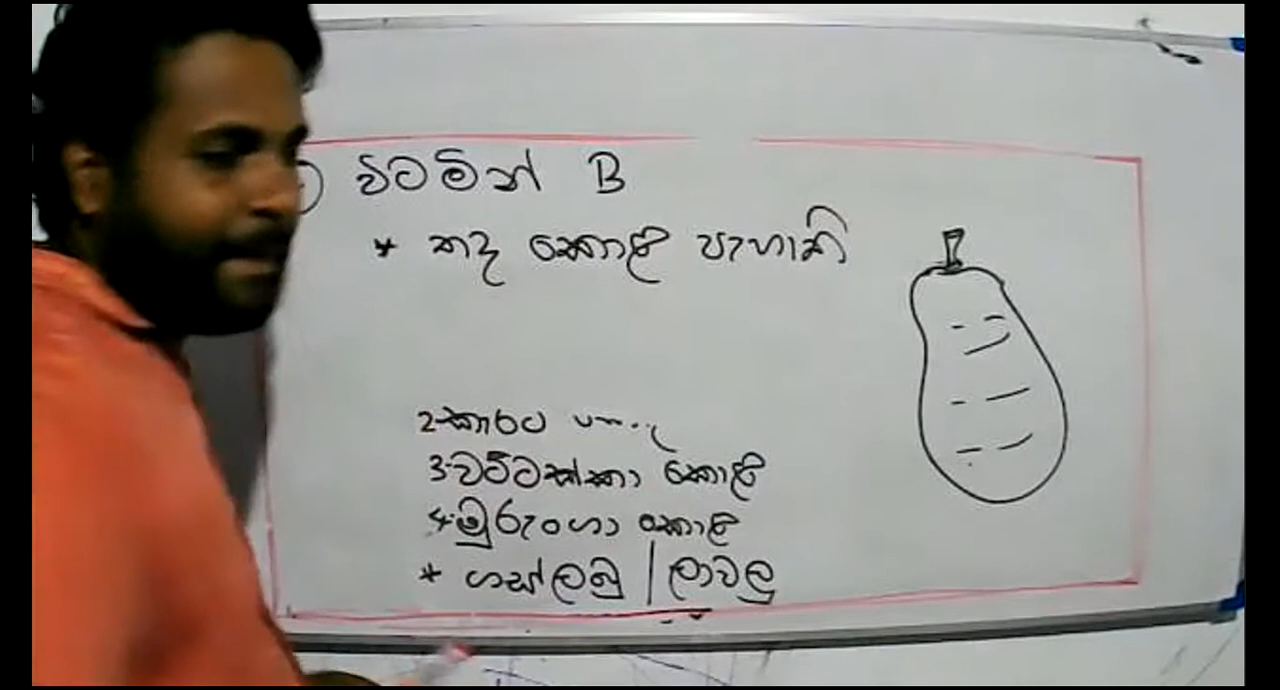 විටමින් B
* තද කොළ පැහැති
2-කාරට
3-වට්ටක්කා කොළ
4-මුරුංගා කොළ
* ගස්ලබු | ලාවලු